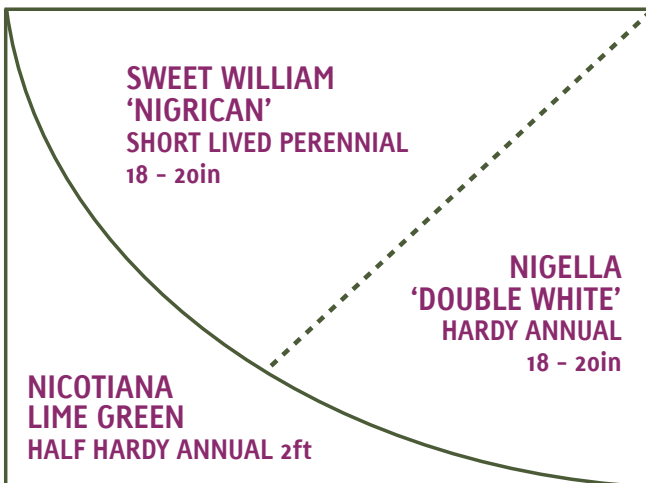 SWEET WILLIAM
‘NIGRICAN’
SHORT LIVED PERENNIAL
18 - 20in
NIGELLA
‘DOUBLE WHITE’
HARDY ANNUAL
18 - 20in
NICOTIANA
LIME GREEN
HALF HARDY ANNUAL 2ft